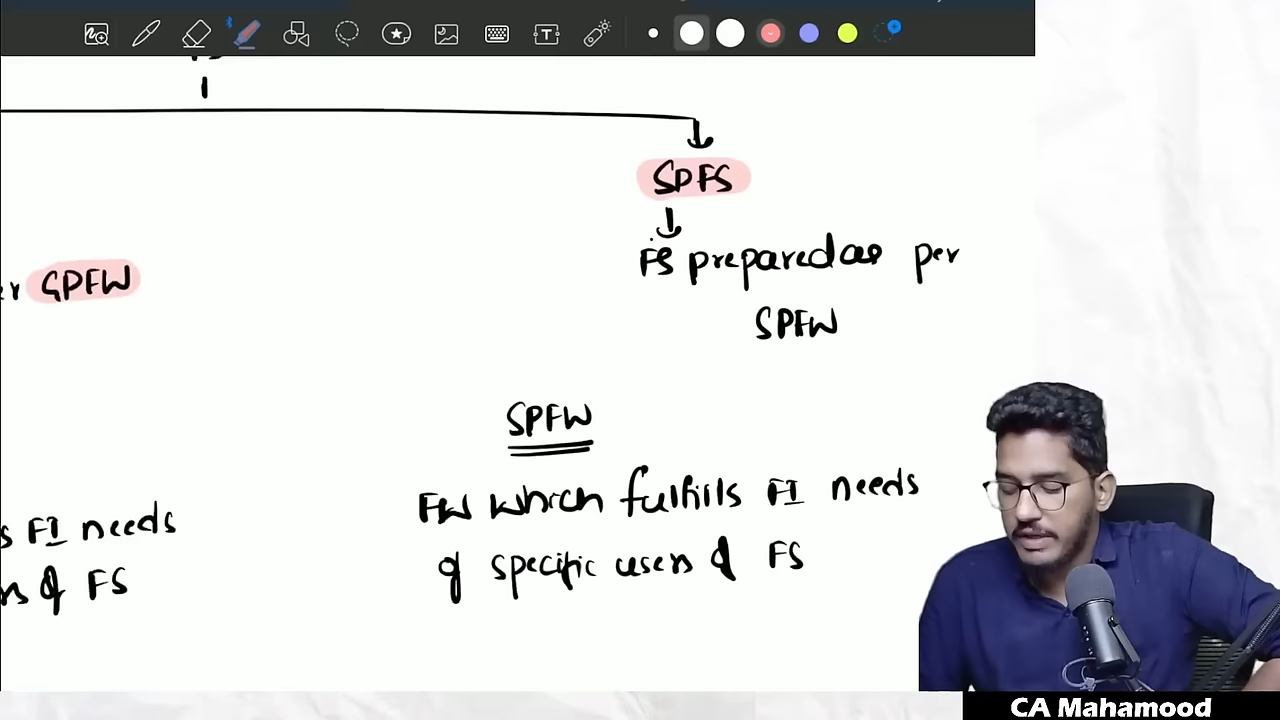 SPFS
FS prepared as per
er GPFW
SPFW
SPFW
FW which fulfills FI needs
s FI needs
of specific users of FS
rs of FS
CA Mahamood